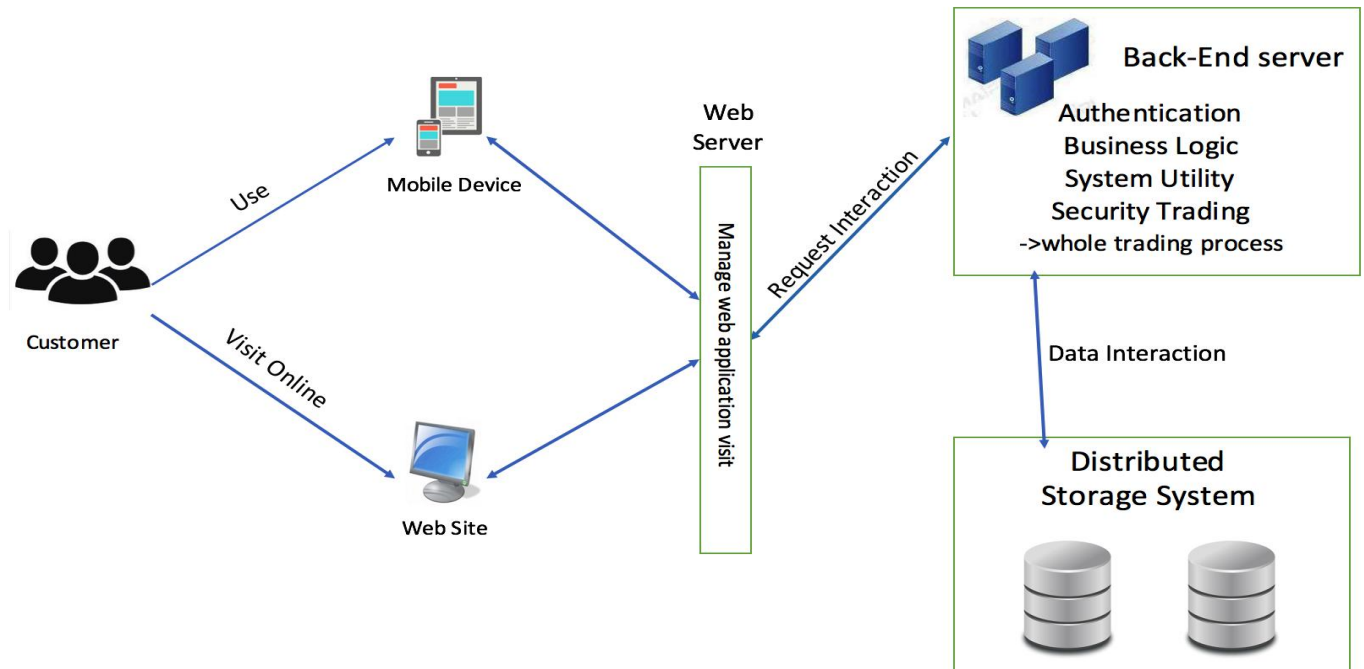 Customer
Use
Visit Online
Mobile Device
Web Site
Web
Server
Manage web application visit
Request Interaction
Back-End server
Authentication
Business Logic
System Utility
Security Trading
->whole trading process
Data Interaction
Distributed
Storage System